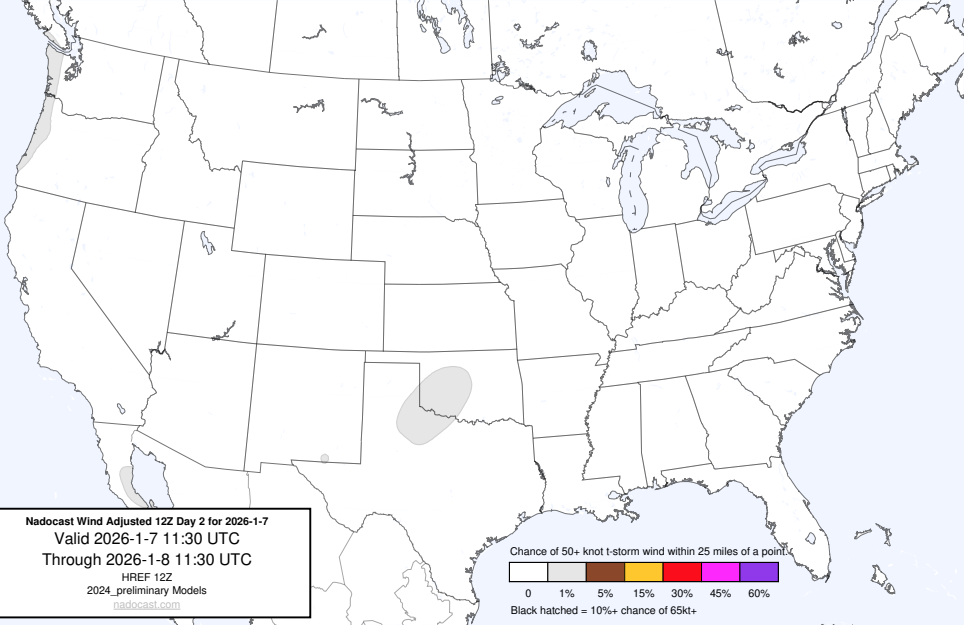 Nadocast Wind Adjusted 12Z Day 2 for 2026-1-7
Valid 2026-1-7 11:30 UTC
Through 2026-1-8 11:30 UTC
HREF 12Z
2024_preliminary Models
nadocast.com
Chance of 50+ knot t-storm wind within 25 miles of a point.
0 1% 5% 15% 30% 45% 60%
Black hatched = 10%+ chance of 65kt+